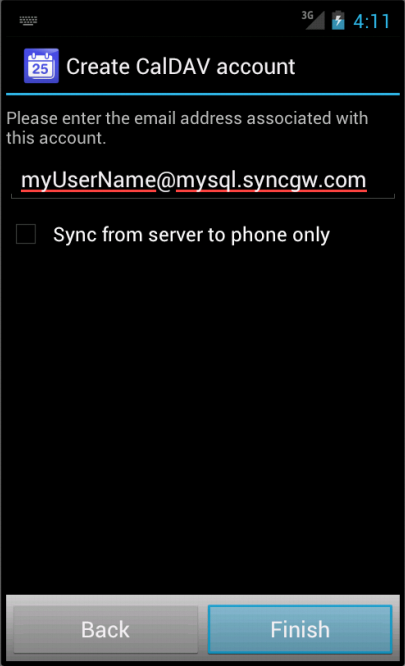 3G 4:11
25 Create CalDAV account
Please enter the email address associated with
this account.
myUserName@mysql.syncgw.com
Sync from server to phone only
Back Finish